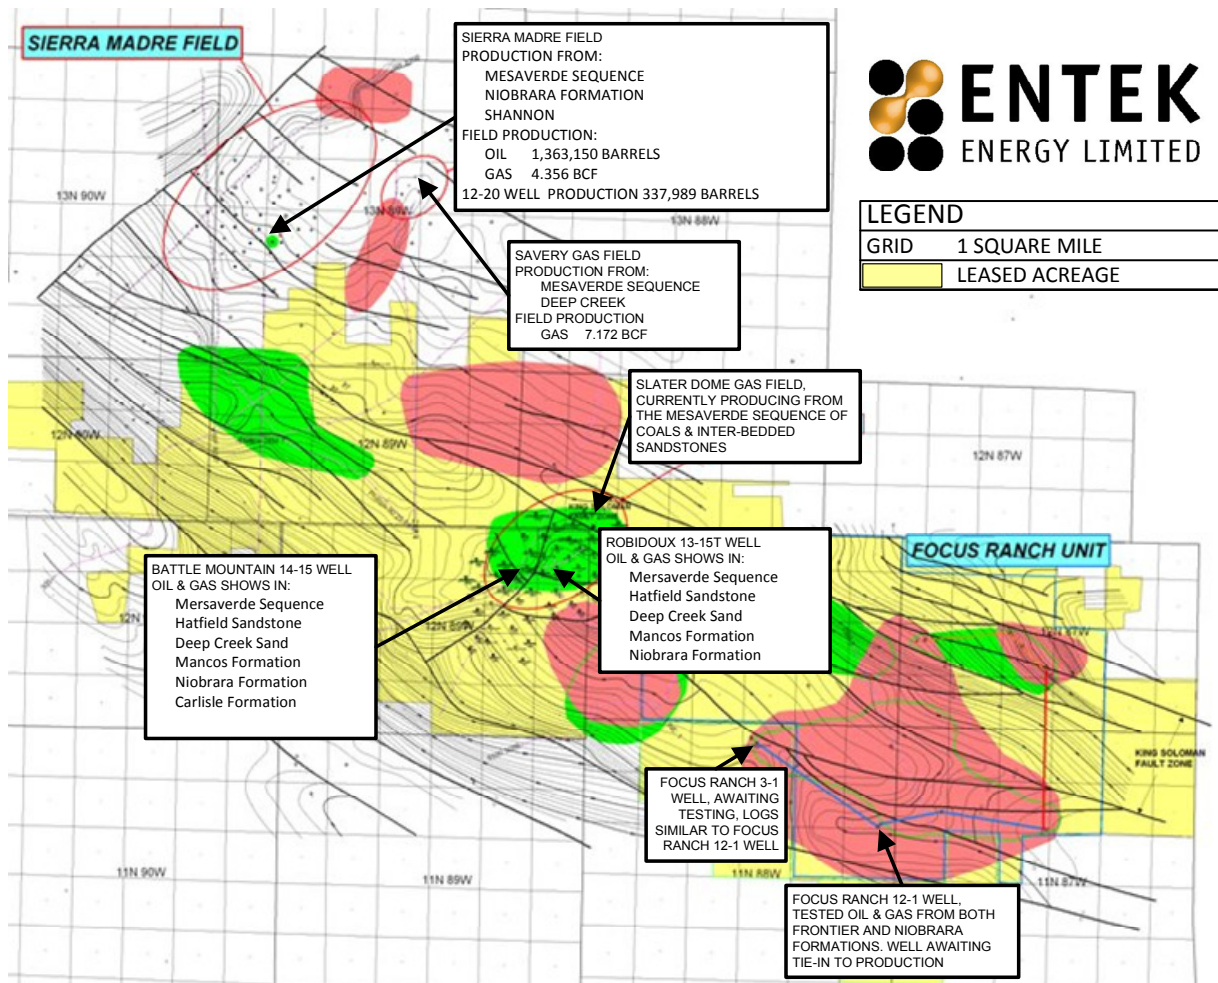 SIERRA MADRE FIELD
SIERRA MADRE FIELD
PRODUCTION FROM:
MESAVERDE SEQUENCE
NIOBRARA FORMATION
SHANNON
FIELD PRODUCTION:
OIL 1,363,150 BARRELS
GAS 4.356 BCF
12-20 WELL PRODUCTION 337,989 BARRELS
ENTEK
ENERGY LIMITED
LEGEND
GRID 1 SQUARE MILE
LEASED ACREAGE
13N 90W
13N 89W
13N 88W
SAVERY GAS FIELD
PRODUCTION FROM:
MESAVERDE SEQUENCE
DEEP CREEK
FIELD PRODUCTION
GAS 7.172 BCF
SLATER DOME GAS FIELD,
CURRENTLY PRODUCING FROM
THE MESAVERDE SEQUENCE OF
COALS & INTER-BEDDED
SANDSTONES
12N 90W
12N 89W
12N 87W
KING SOLOMAN
ROBIDOUX 13-15T WELL
OIL & GAS SHOWS IN:
Mersaverde Sequence
Hatfield Sandstone
Deep Creek Sand
Mancos Formation
Niobrara Formation
FOCUS RANCH UNIT
BATTLE MOUNTAIN 14-15 WELL
OIL & GAS SHOWS IN:
Mersaverde Sequence
Hatfield Sandstone
Deep Creek Sand
Mancos Formation
Niobrara Formation
Carlisle Formation
12N 89W
12N 87W
KING SOLOMAN
FAULT ZONE
FOCUS RANCH 3-1
WELL, AWAITING
TESTING, LOGS
SIMILAR TO FOCUS
RANCH 12-1 WELL
11N 90W
11N 89W
11N 88W
11N 87W
FOCUS RANCH 12-1 WELL,
TESTED OIL & GAS FROM BOTH
FRONTIER AND NIOBRARA
FORMATIONS. WELL AWAITING
TIE-IN TO PRODUCTION